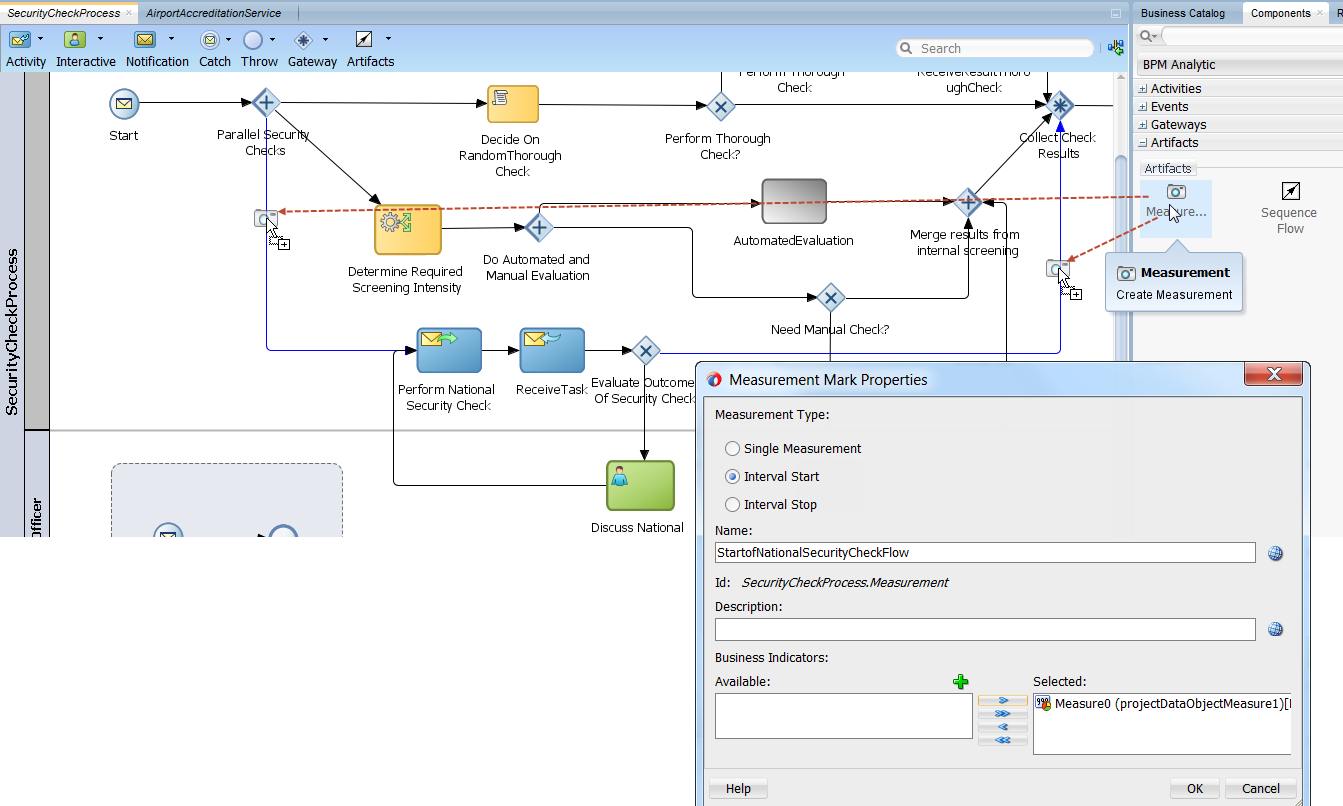 SecurityCheckProcess
AirportAccreditationService
Business Catalog
Components
Activity
Interactive
Notification
Catch
Throw
Gateway
Artifacts
Search
BPM Analytic
Activities
Events
Gateways
Artifacts
Artifacts
Measure...
Sequence
Flow
Measurement
Create Measurement
SecurityCheckProcess
Officer
Start
Parallel Security
Checks
Decide On
RandomThorough
Check
Perform Thorough
Check
Perform Thorough
Check?
ReceiveResultThoro
ughCheck
Collect Check
Results
Determine Required
Screening Intensity
Do Automated and
Manual Evaluation
AutomatedEvaluation
Merge results from
internal screening
Need Manual Check?
Perform National
Security Check
ReceiveTask
Evaluate Outcome
Of Security Check
Discuss National
Measurement Mark Properties
Measurement Type:
Single Measurement
Interval Start
Interval Stop
Name:
StartofNationalSecurityCheckFlow
Id: SecurityCheckProcess.Measurement
Description:
Business Indicators:
Available:
Selected:
Measure0 (projectDataObjectMeasure1)[
Help
OK
Cancel